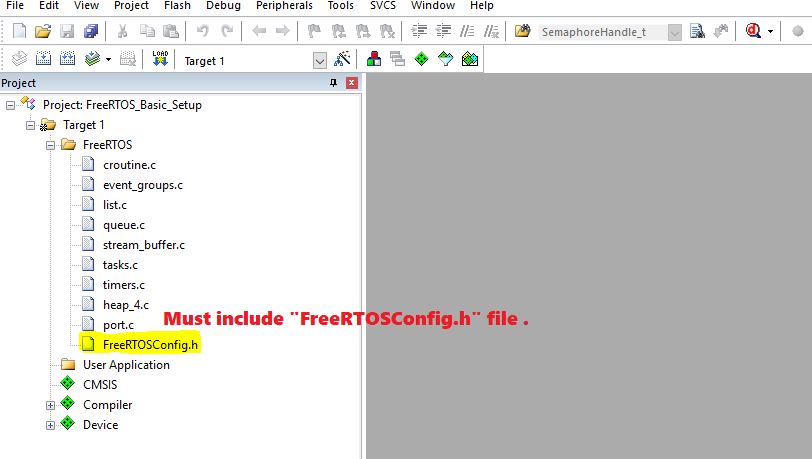 File Edit View Project Flash Debug Peripherals Tools SVCS Window Help
SemaphoreHandle_t
LOAD
Target 1
Project
Project: FreeRTOS_Basic_Setup
Target 1
FreeRTOS
croutine.c
event_groups.c
list.c
queue.c
stream_buffer.c
tasks.c
timers.c
heap_4.c
port.c
Must include "FreeRTOSConfig.h" file .
FreeRTOSConfig.h
User Application
CMSIS
Compiler
Device